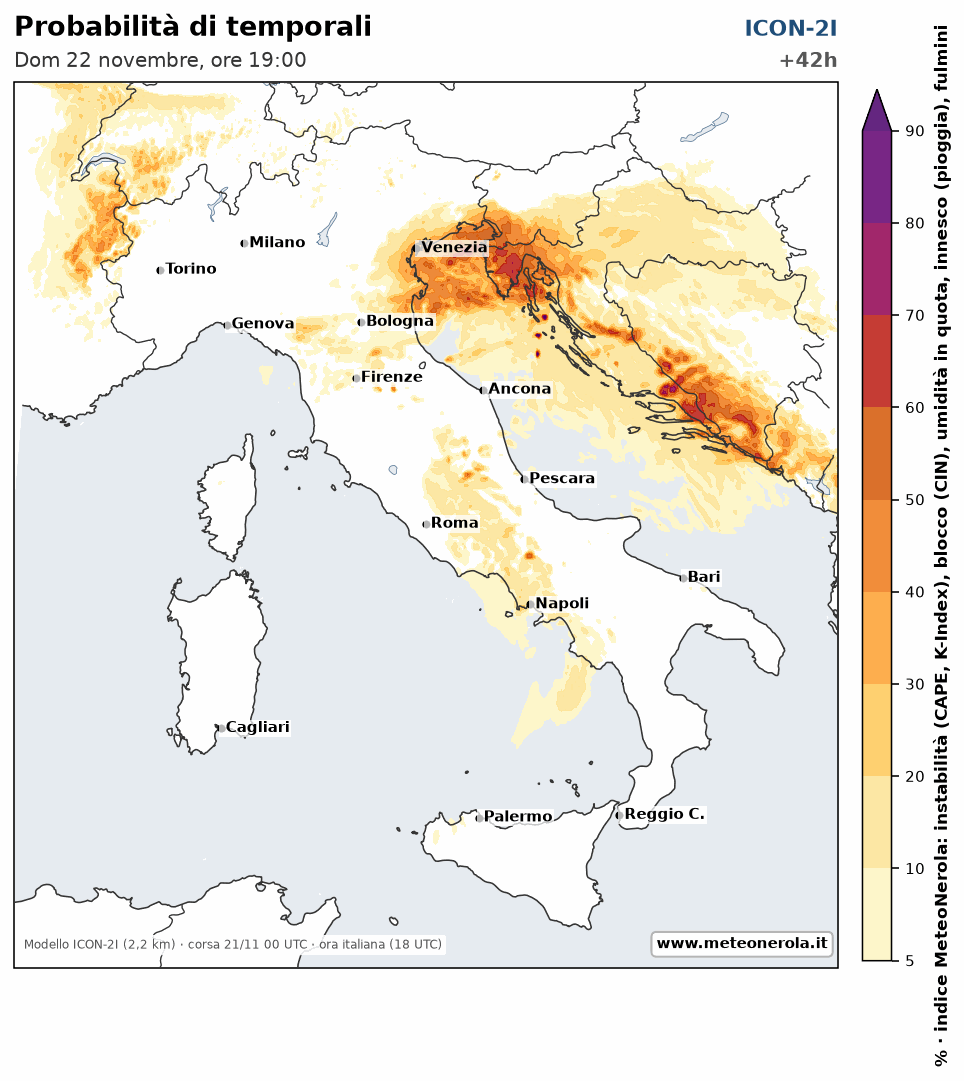 Probabilità di temporali
ICON-2I
Dom 22 novembre, ore 19:00
+42h
Venezia
Milano
Torino
Genova
Bologna
Firenze
Ancona
Pescara
Roma
Bari
Napoli
Cagliari
Palermo
Reggio C.
Modello ICON-2I (2,2 km) · corsa 21/11 00 UTC · ora italiana (18 UTC)
www.meteonerola.it
90
80
70
60
50
40
30
20
10
5
% · indice MeteoNerola: instabilità (CAPE, K-Index), blocco (CIN), umidità in quota, innesco (pioggia), fulmini